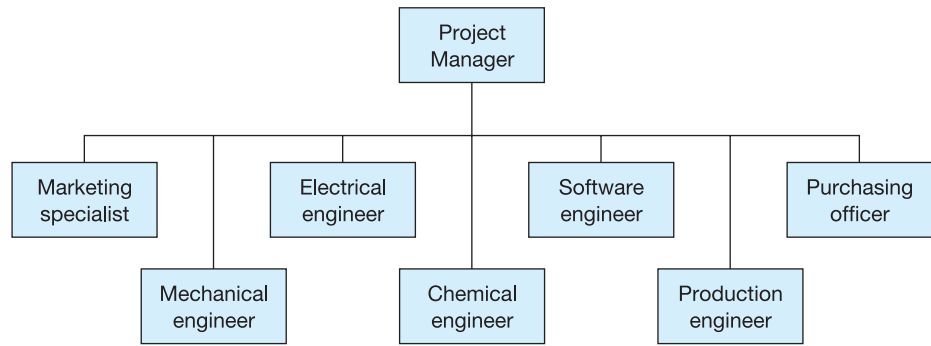 Project
Manager
Marketing
specialist
Electrical
engineer
Software
engineer
Purchasing
officer
Mechanical
engineer
Chemical
engineer
Production
engineer